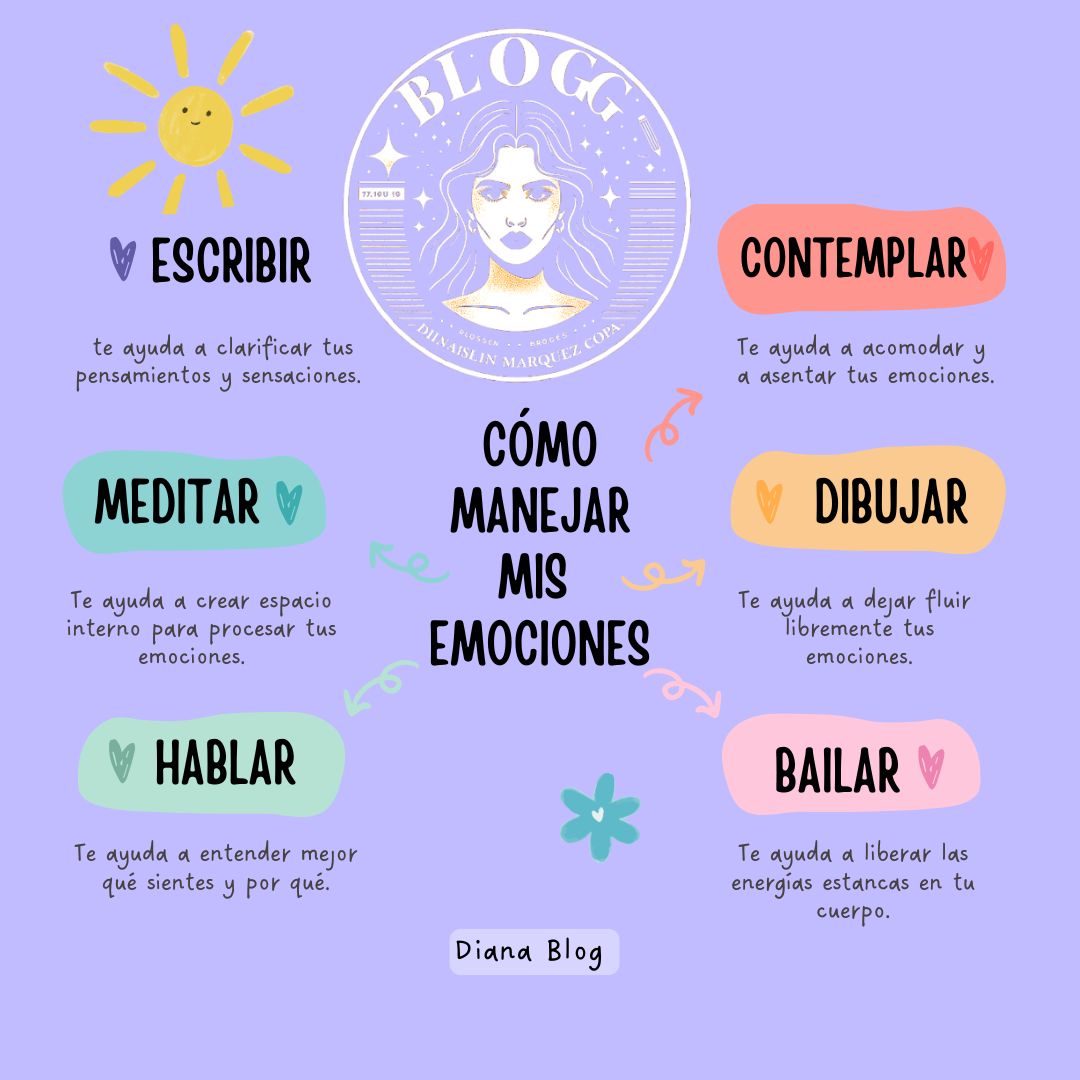 BLOGG
BLOSSEN · · BROGES
DIINAISLIN MARQUEZ COPA
ESCRIBIR
te ayuda a clarificar tus
pensamientos y sensaciones.
CONTEMPLAR
Te ayuda a acomodar y
a asentar tus emociones.
CÓMO
MANEJAR
MIS
EMOCIONES
MEDITAR
Te ayuda a crear espacio
interno para procesar tus
emociones.
DIBUJAR
Te ayuda a dejar fluir
libremente tus
emociones.
HABLAR
Te ayuda a entender mejor
qué sientes y por qué.
BAILAR
Te ayuda a liberar las
energías estancas en tu
cuerpo.
Diana Blog